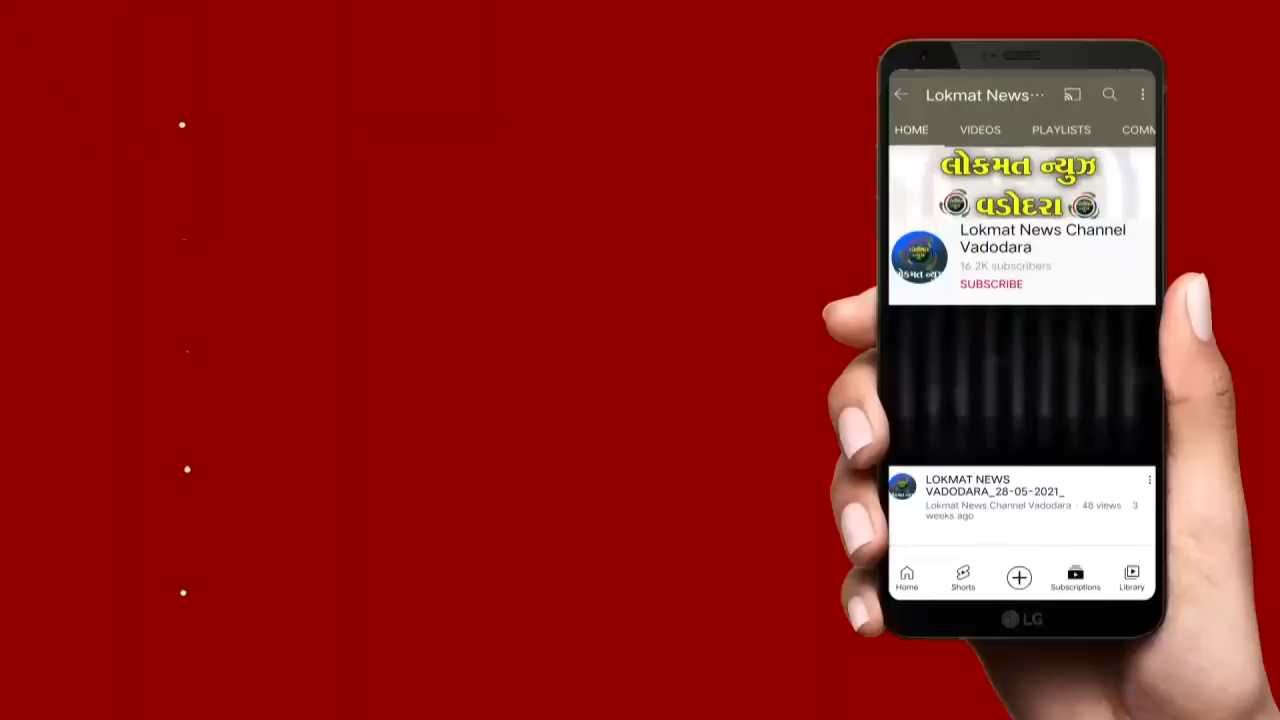 Lokmat News...
HOME VIDEOS PLAYLISTS COMM
લોકમત ન્યુઝ
વડોદરા
Lokmat News Channel
Vadodara
16.2K subscribers
SUBSCRIBE
LOKMAT NEWS
VADODARA_28-05-2021_
Lokmat News Channel Vadodara · 48 views · 3
weeks ago
Home Shorts Subscriptions Library
LG